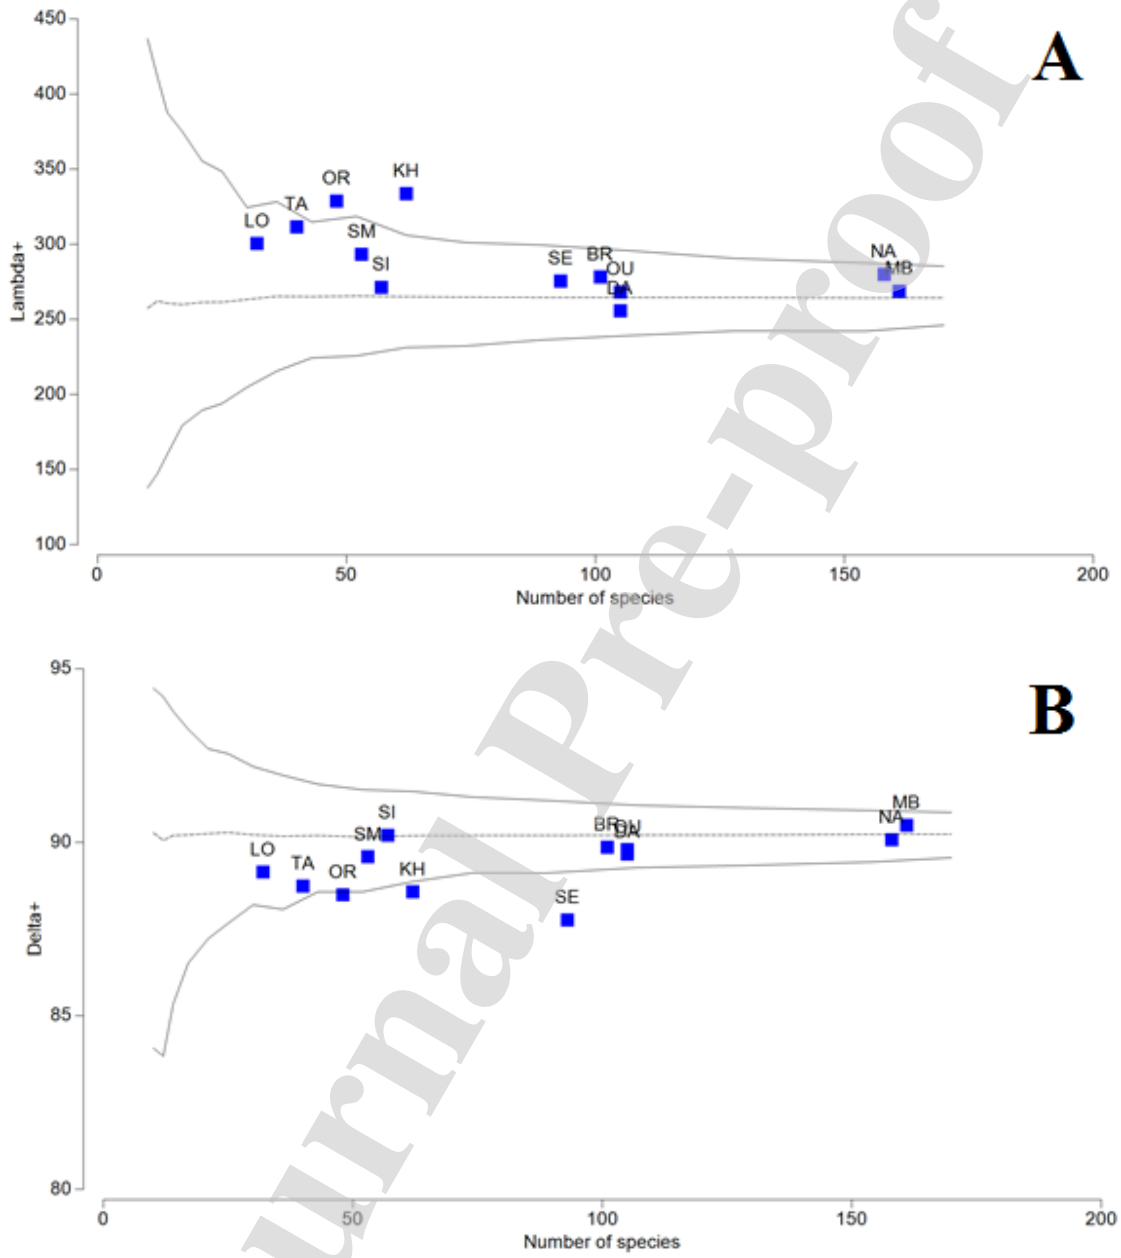 A
450
400
350
300
250
200
150
100
Lambda+
KH
OR
TA
LO
SM
SI
SE
BR
OU
DA
NA
MB
0 50 100 150 200
Number of species
B
95
90
85
80
Delta+
MB
SI
NA
BR OU
DA
SM
LO
TA
OR
KH
SE
0 50 100 150 200
Number of species
urnal Pre-proof